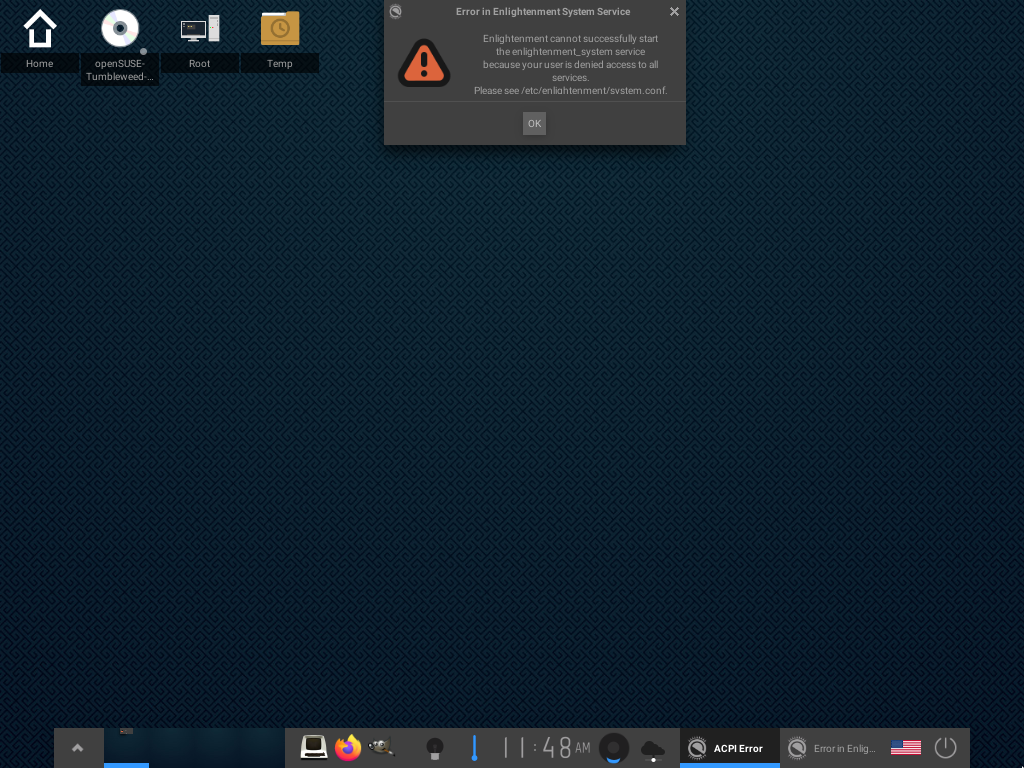 Error in Enlightenment System Service
Enlightenment cannot successfully start
the enlightenment_system service
because your user is denied access to all
services.
Please see /etc/enlightenment/system.conf.
OK
Home
openSUSE-
Tumbleweed-...
Root
Temp
11:48AM
ACPI Error
Error in Enlig...